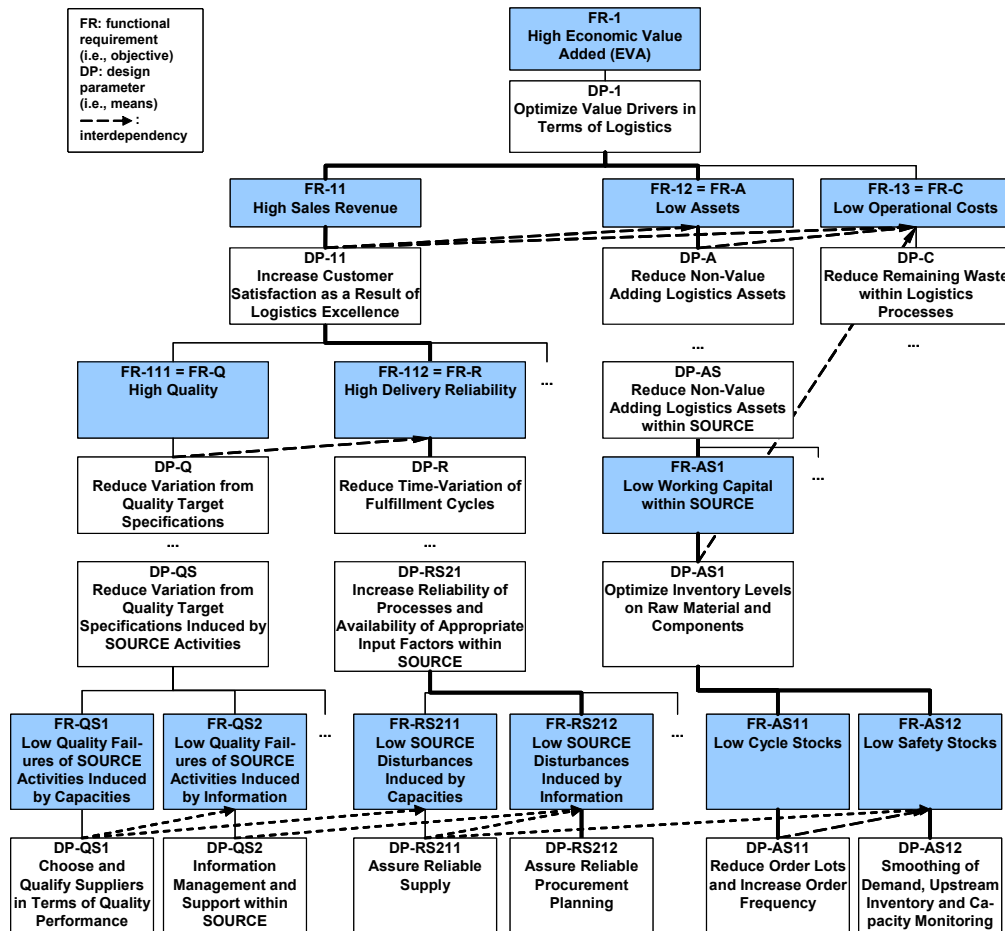 FR: functional
requirement
(i.e., objective)
DP: design
parameter
(i.e., means)
:
interdependency
FR-1
High Economic Value
Added (EVA)
DP-1
Optimize Value Drivers in
Terms of Logistics
FR-11
High Sales Revenue
FR-12 = FR-A
Low Assets
FR-13 = FR-C
Low Operational Costs
DP-11
Increase Customer
Satisfaction as a Result of
Logistics Excellence
DP-A
Reduce Non-Value
Adding Logistics Assets
DP-C
Reduce Remaining Waste
within Logistics
Processes
...
...
FR-111 = FR-Q
High Quality
FR-112 = FR-R
High Delivery Reliability
...
DP-AS
Reduce Non-Value
Adding Logistics Assets
within SOURCE
DP-Q
Reduce Variation from
Quality Target
Specifications
DP-R
Reduce Time-Variation of
Fulfillment Cycles
FR-AS1
Low Working Capital
within SOURCE
...
...
...
DP-QS
Reduce Variation from
Quality Target
Specifications Induced by
SOURCE Activities
DP-RS21
Increase Reliability of
Processes and
Availability of Appropriate
Input Factors within
SOURCE
DP-AS1
Optimize Inventory Levels
on Raw Material and
Components
FR-QS1
Low Quality Fail-
ures of SOURCE
Activities Induced
by Capacities
FR-QS2
Low Quality Fail-
ures of SOURCE
Activities Induced
by Information
...
FR-RS211
Low SOURCE
Disturbances
Induced by
Capacities
FR-RS212
Low SOURCE
Disturbances
Induced by
Information
...
FR-AS11
Low Cycle Stocks
FR-AS12
Low Safety Stocks
DP-QS1
Choose and
Qualify Suppliers
in Terms of Quality
Performance
DP-QS2
Information
Management and
Support within
SOURCE
DP-RS211
Assure Reliable
Supply
DP-RS212
Assure Reliable
Procurement
Planning
DP-AS11
Reduce Order Lots
and Increase Order
Frequency
DP-AS12
Smoothing of
Demand, Upstream
Inventory and Ca-
pacity Monitoring